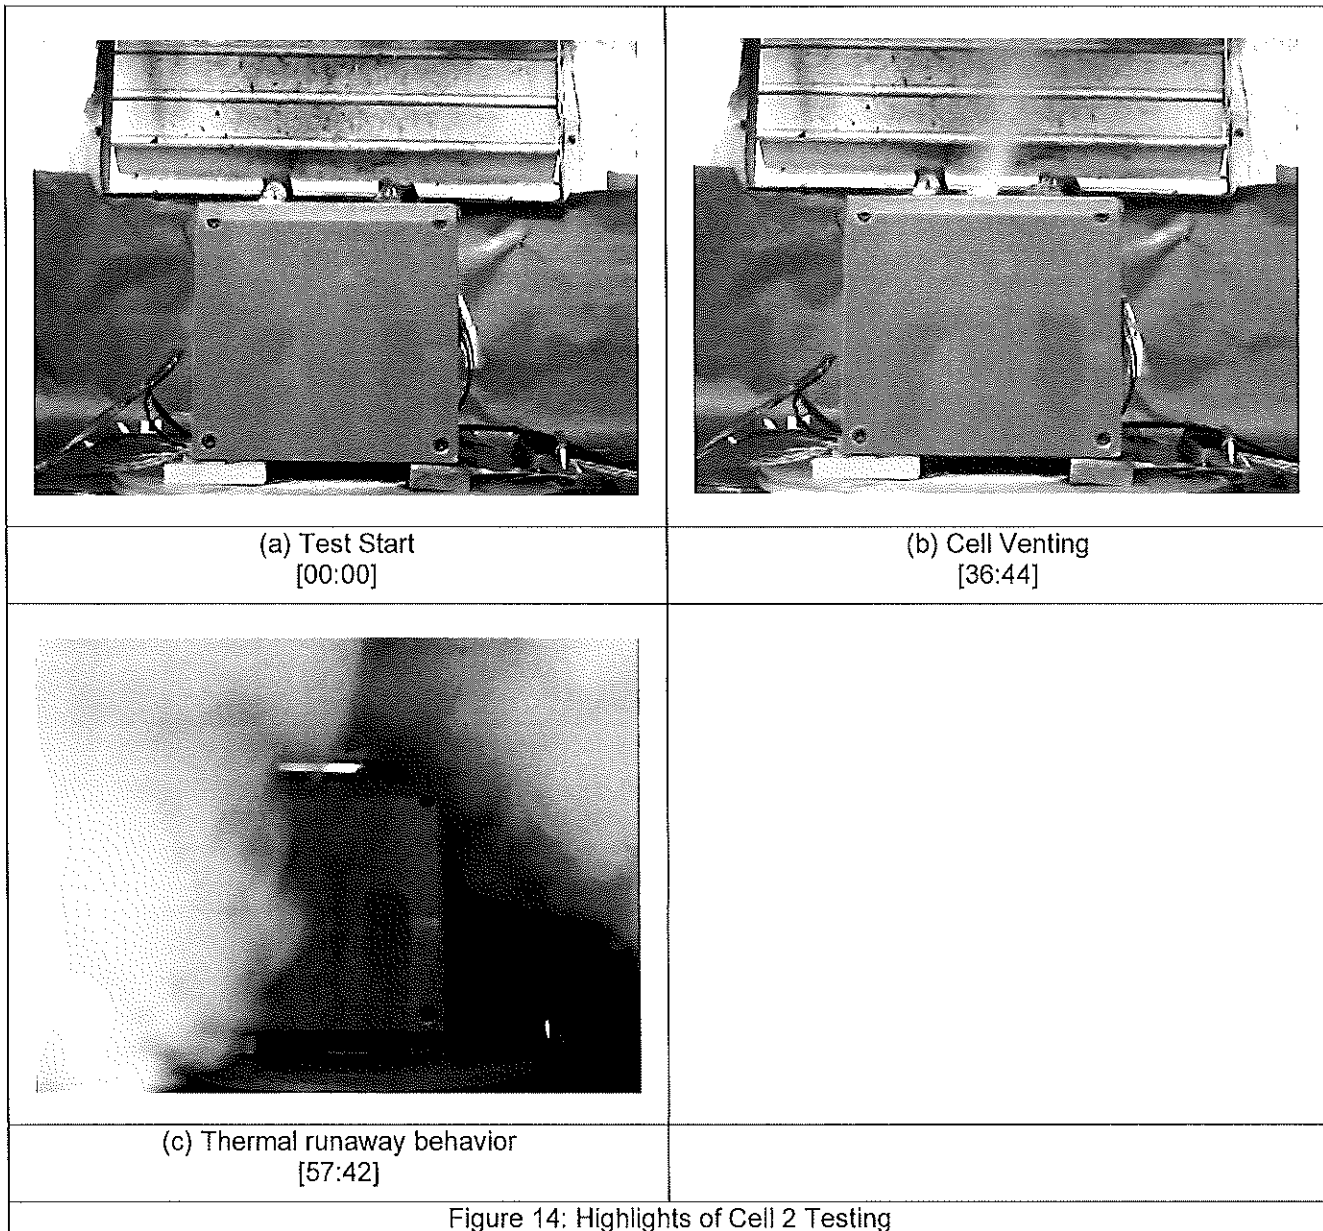 (a) Test Start
[00:00]
(b) Cell Venting
[36:44]
(c) Thermal runaway behavior
[57:42]
Figure 14: Highlights of Cell 2 Testing